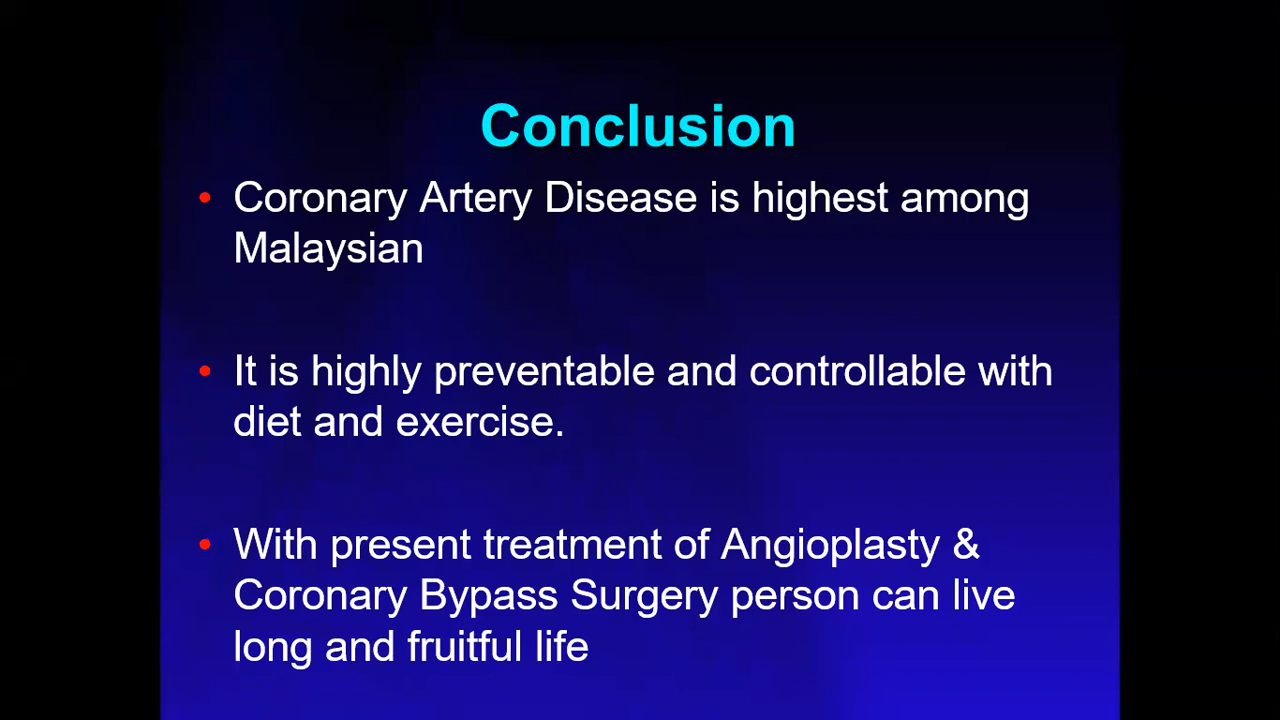 Conclusion
• Coronary Artery Disease is highest among
Malaysian
• It is highly preventable and controllable with
diet and exercise.
• With present treatment of Angioplasty &
Coronary Bypass Surgery person can live
long and fruitful life